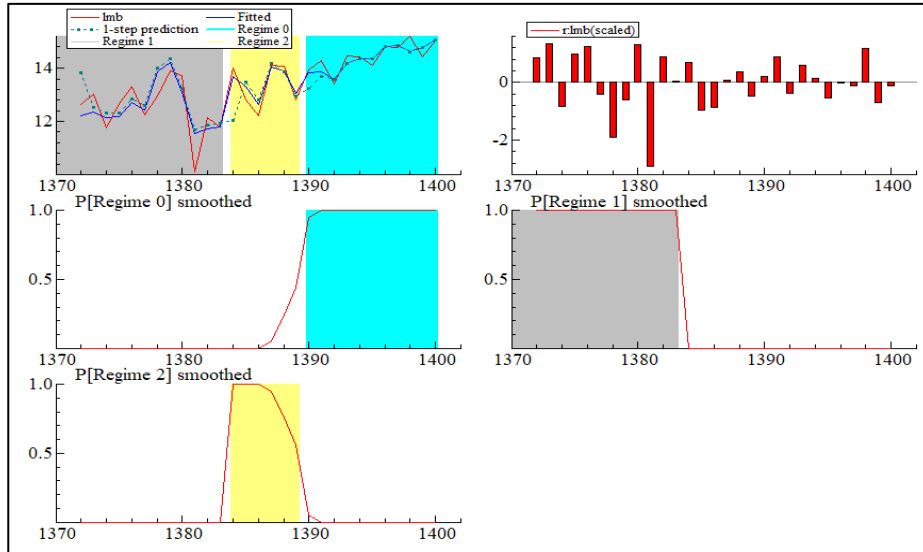 lmb Fitted
1-step prediction Regime 0
Regime 1 Regime 2
14
12
1370 1380 1390 1400
r:lmb(scaled)
0
-2
1370 1380 1390 1400
P[Regime 0] smoothed
1.0
0.5
1370 1380 1390 1400
P[Regime 1] smoothed
1.0
0.5
1370 1380 1390 1400
P[Regime 2] smoothed
1.0
0.5
1370 1380 1390 1400